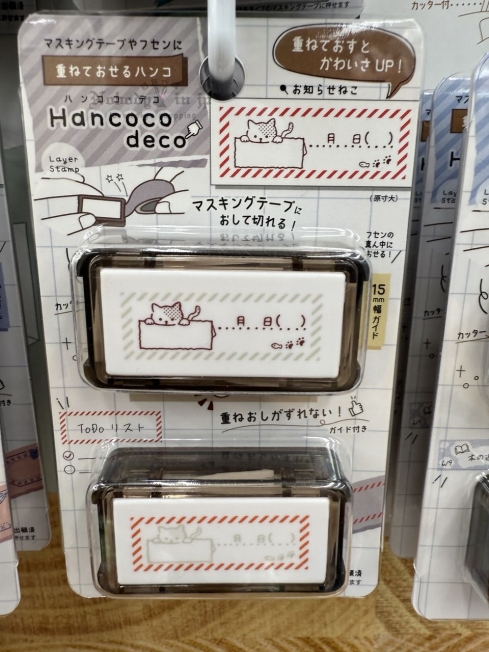 マスキングテープやフセンに
重ねておせるハンコ
ハンココ デコ
Hancoco
deco
Layer
Stamp
重ねておすと
かわいさUP!
お知らせねこ
月 日( )
(原寸大)
マスキングテープに
おして切れる!
フセンの
真ん中に
おせる!
月 日( )
15
mm
幅
ガイド
重ねおしがずれない!
ガイド付き
ToDoリスト
月 日( )